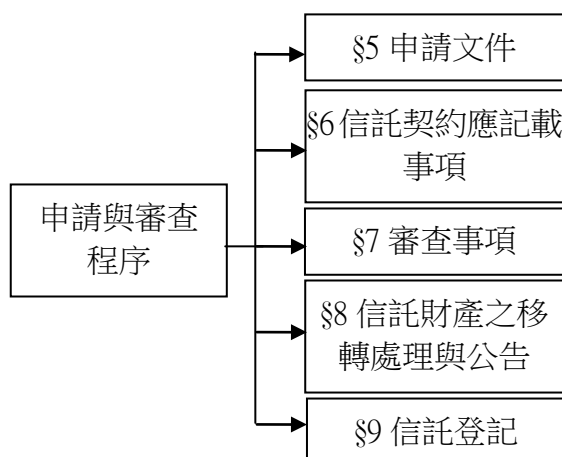 §5 申請文件
§6信託契約應記載
事項
申請與審查
程序
§7 審查事項
§8 信託財產之移
轉處理與公告
§9 信託登記